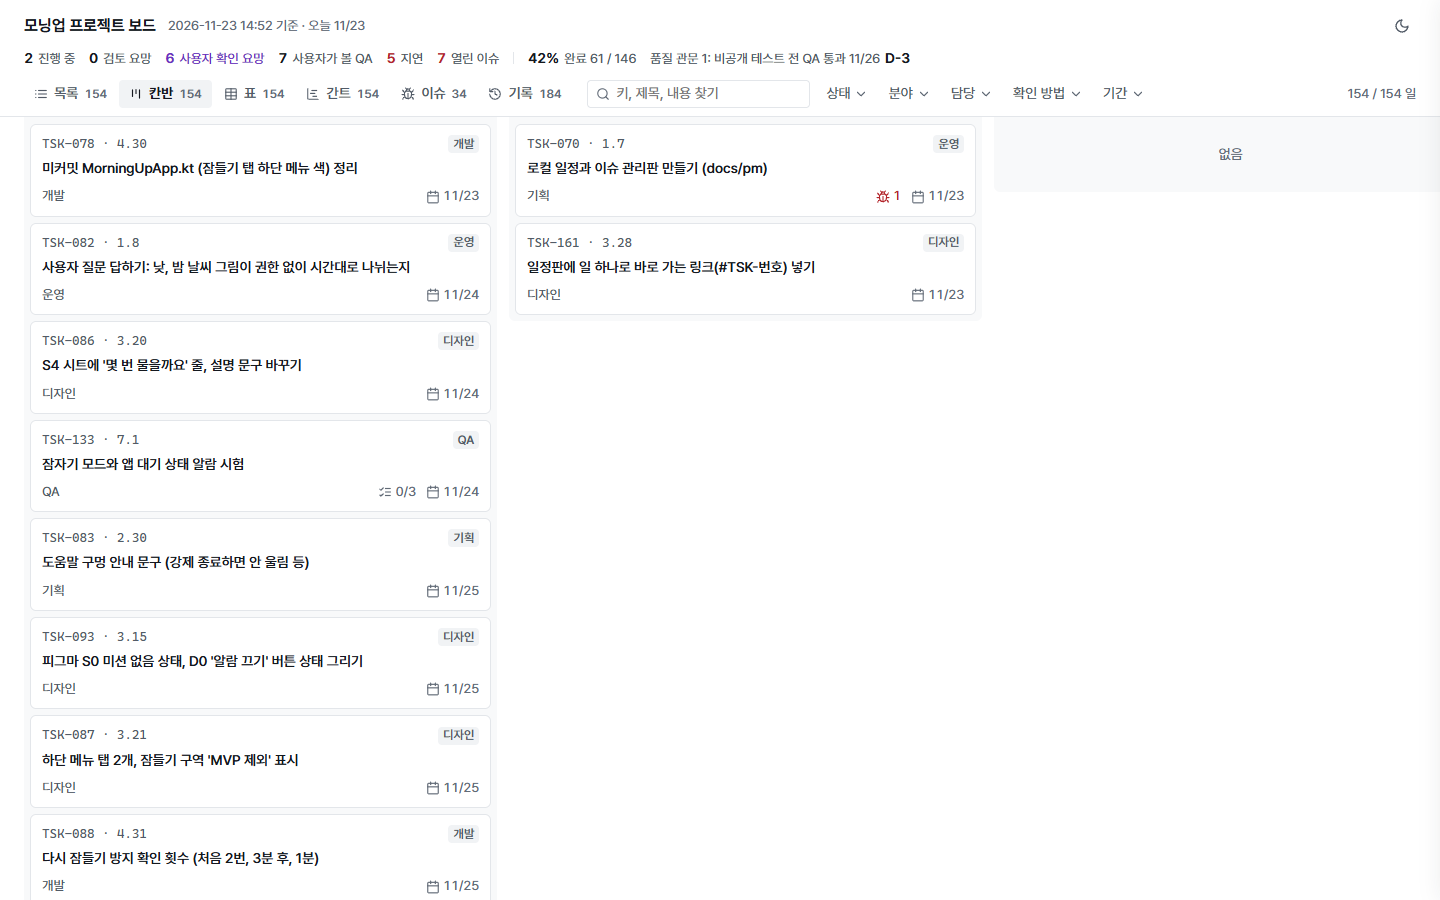 모닝업 프로젝트 보드 2026-11-23 14:52 기준 · 오늘 11/23
2 진행 중 0 검토 요망 6 사용자 확인 요망 7 사용자가 볼 QA 5 지연 7 열린 이슈 42% 완료 61 / 146 품질 관문 1: 비공개 테스트 전 QA 통과 11/26 D-3
목록 154 칸반 154 표 154 간트 154 이슈 34 기록 184 키, 제목, 내용 찾기 상태 분야 담당 확인 방법 기간 154 / 154 일
TSK-078 · 4.30 개발
미커밋 MorningUpApp.kt (잠들기 탭 하단 메뉴 색) 정리
개발 11/23
TSK-082 · 1.8 운영
사용자 질문 답하기: 낮, 밤 날씨 그림이 권한 없이 시간대로 나뉘는지
운영 11/24
TSK-086 · 3.20 디자인
S4 시트에 '몇 번 물을까요' 줄, 설명 문구 바꾸기
디자인 11/24
TSK-133 · 7.1 QA
잠자기 모드와 앱 대기 상태 알람 시험
QA 0/3 11/24
TSK-083 · 2.30 기획
도움말 구멍 안내 문구 (강제 종료하면 안 울림 등)
기획 11/25
TSK-093 · 3.15 디자인
피그마 S0 미션 없음 상태, D0 '알람 끄기' 버튼 상태 그리기
디자인 11/25
TSK-087 · 3.21 디자인
하단 메뉴 탭 2개, 잠들기 구역 'MVP 제외' 표시
디자인 11/25
TSK-088 · 4.31 개발
다시 잠들기 방지 확인 횟수 (처음 2번, 3분 후, 1분)
개발 11/25
TSK-070 · 1.7 운영
로컬 일정과 이슈 관리판 만들기 (docs/pm)
기획 1 11/23
TSK-161 · 3.28 디자인
일정판에 일 하나로 바로 가는 링크(#TSK-번호) 넣기
디자인 11/23
없음